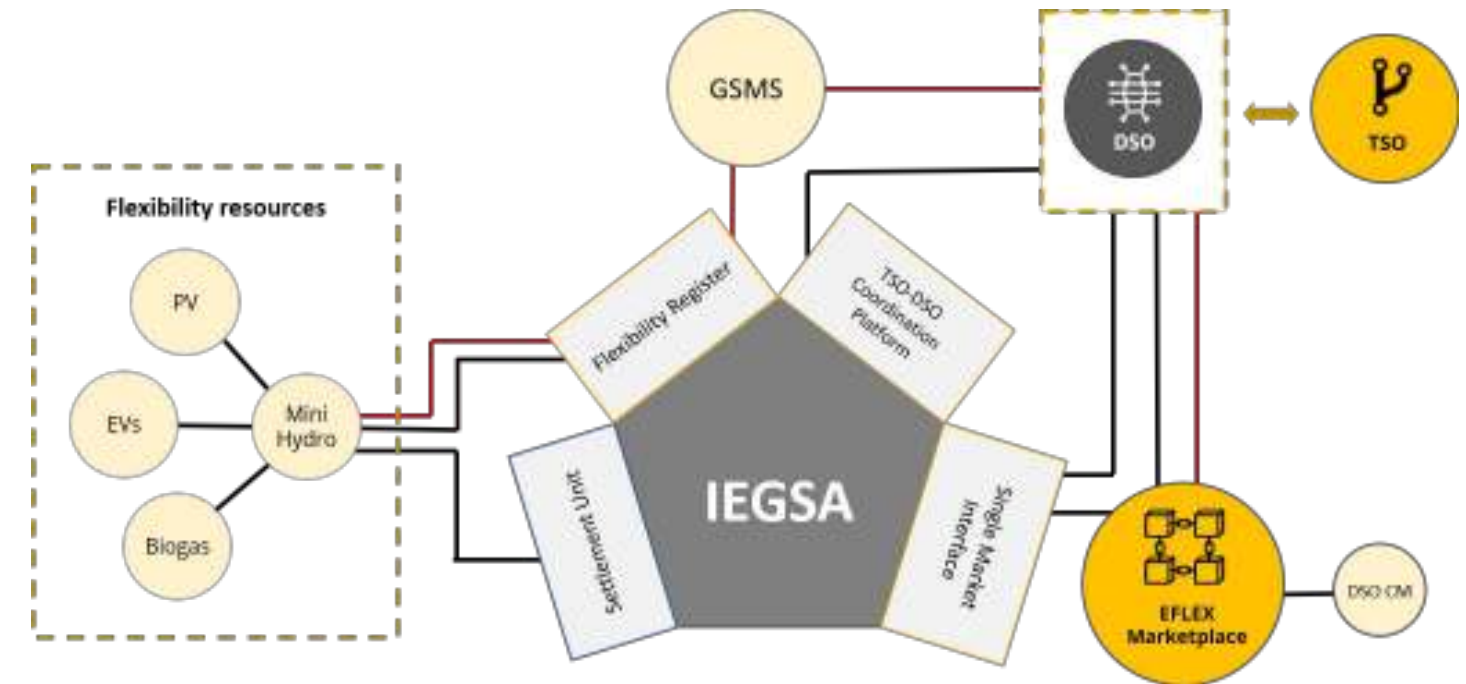 GSMS
DSO
TSO
Flexibility resources
PV
EVs
Mini
Hydro
Biogas
Flexibility Register
TSO-DSO
Coordination
Platform
Settlement Unit
IEGSA
Single Market
Interface
EFLEX
Marketplace
DSO CM